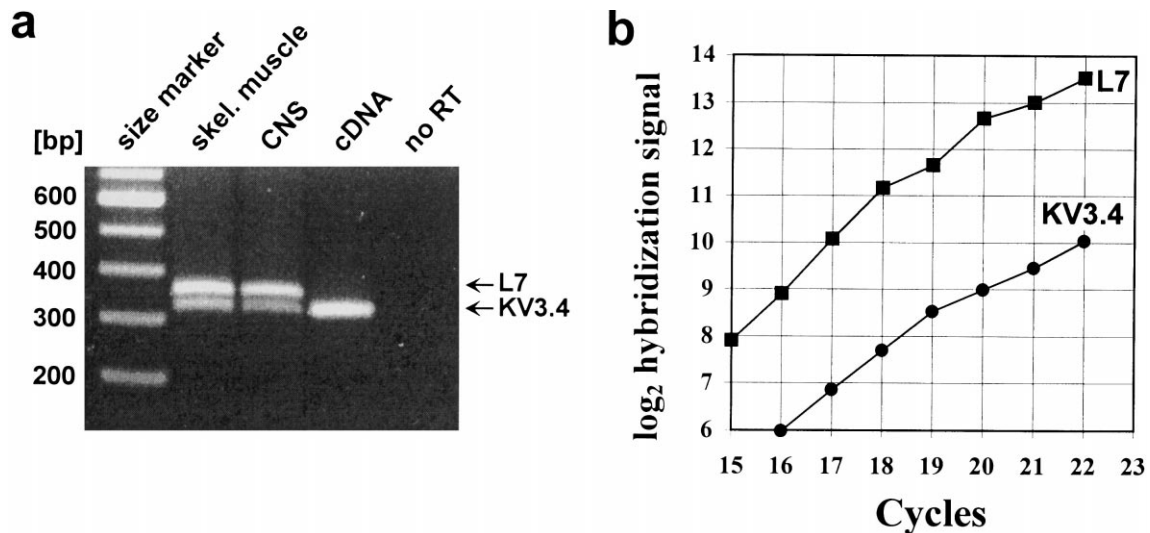 a
size marker
skel. muscle
CNS
cDNA
no RT
[bp]
600
500
400
300
200
←L7
←KV3.4
b
log₂ hybridization signal
14
13
12
11
10
9
8
7
6
L7
KV3.4
15 16 17 18 19 20 21 22 23
Cycles